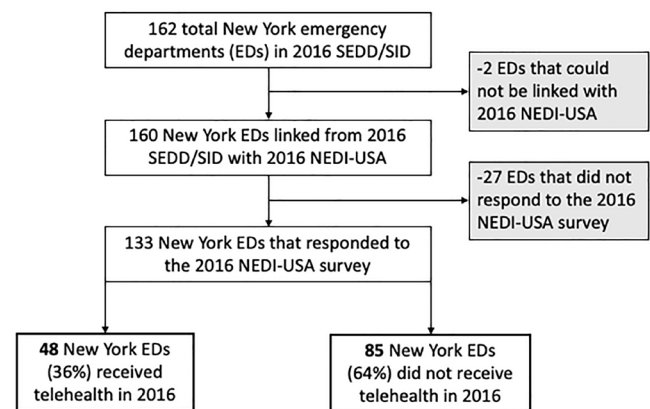 162 total New York emergency
departments (EDs) in 2016 SEDD/SID
-2 EDs that could
not be linked with
2016 NEDI-USA
160 New York EDs linked from 2016
SEDD/SID with 2016 NEDI-USA
-27 EDs that did not
respond to the 2016
NEDI-USA survey
133 New York EDs that responded to
the 2016 NEDI-USA survey
48 New York EDs
(36%) received
telehealth in 2016
85 New York EDs
(64%) did not receive
telehealth in 2016